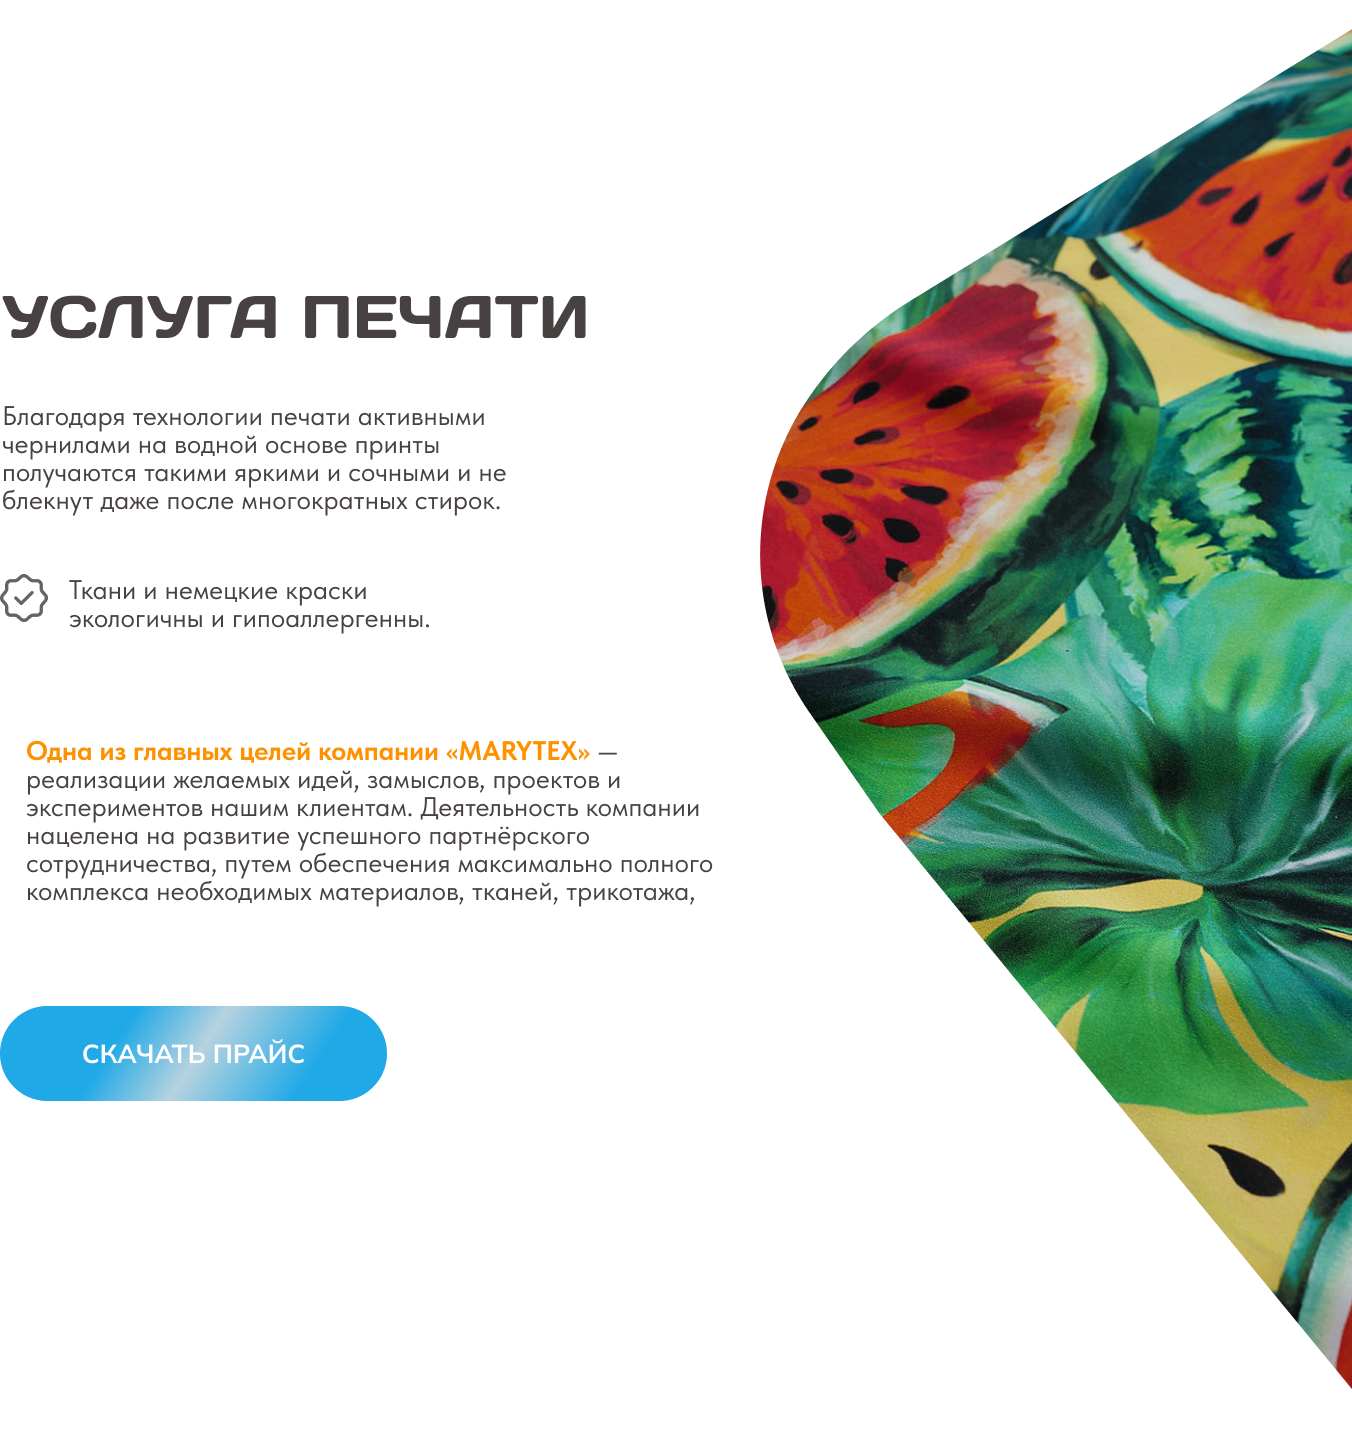 УСЛУГА ПЕЧАТИ
Благодаря технологии печати активными
чернилами на водной основе принты
получаются такими яркими и сочными и не
блекнут даже после многократных стирок.
Ткани и немецкие краски
экологичны и гипоаллергенны.
Одна из главных целей компании «MARYTEX» —
реализации желаемых идей, замыслов, проектов и
экспериментов нашим клиентам. Деятельность компании
нацелена на развитие успешного партнёрского
сотрудничества, путем обеспечения максимально полного
комплекса необходимых материалов, тканей, трикотажа,
СКАЧАТЬ ПРАЙС